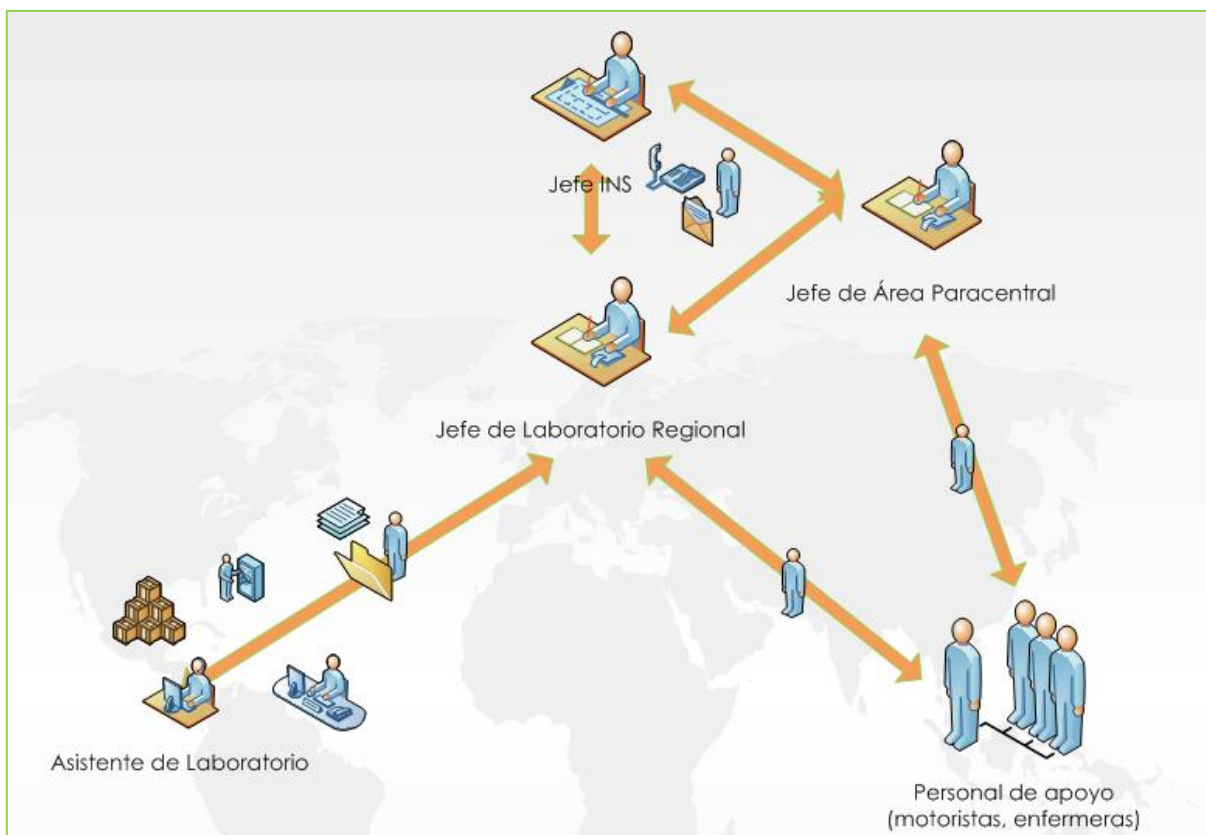 Jefe INS
Jefe de Área Paracentral
Jefe de Laboratorio Regional
Asistente de Laboratorio
Personal de apoyo
(motoristas, enfermeras)